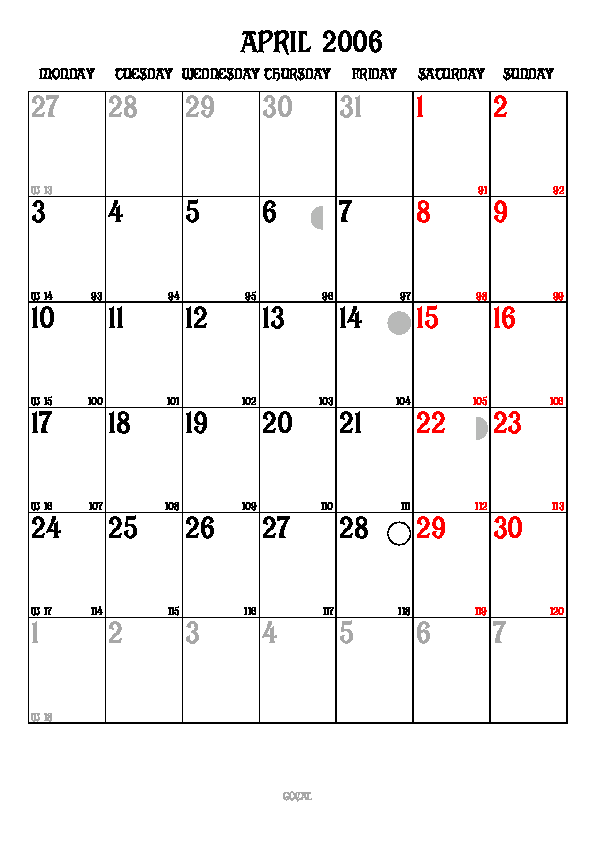 APRIL 2006
MONDAY TUESDAY WEDNESDAY THURSDAY FRIDAY SATURDAY SUNDAY
27 28 29 30 31 1 2
W 13 91 92
3 4 5 6 7 8 9
W 14 93 94 95 96 97 98 99
10 11 12 13 14 15 16
W 15 100 101 102 103 104 105 106
17 18 19 20 21 22 23
W 16 107 108 109 110 111 112 113
24 25 26 27 28 29 30
W 17 114 115 116 117 118 119 120
1 2 3 4 5 6 7
W 18
GOCAL